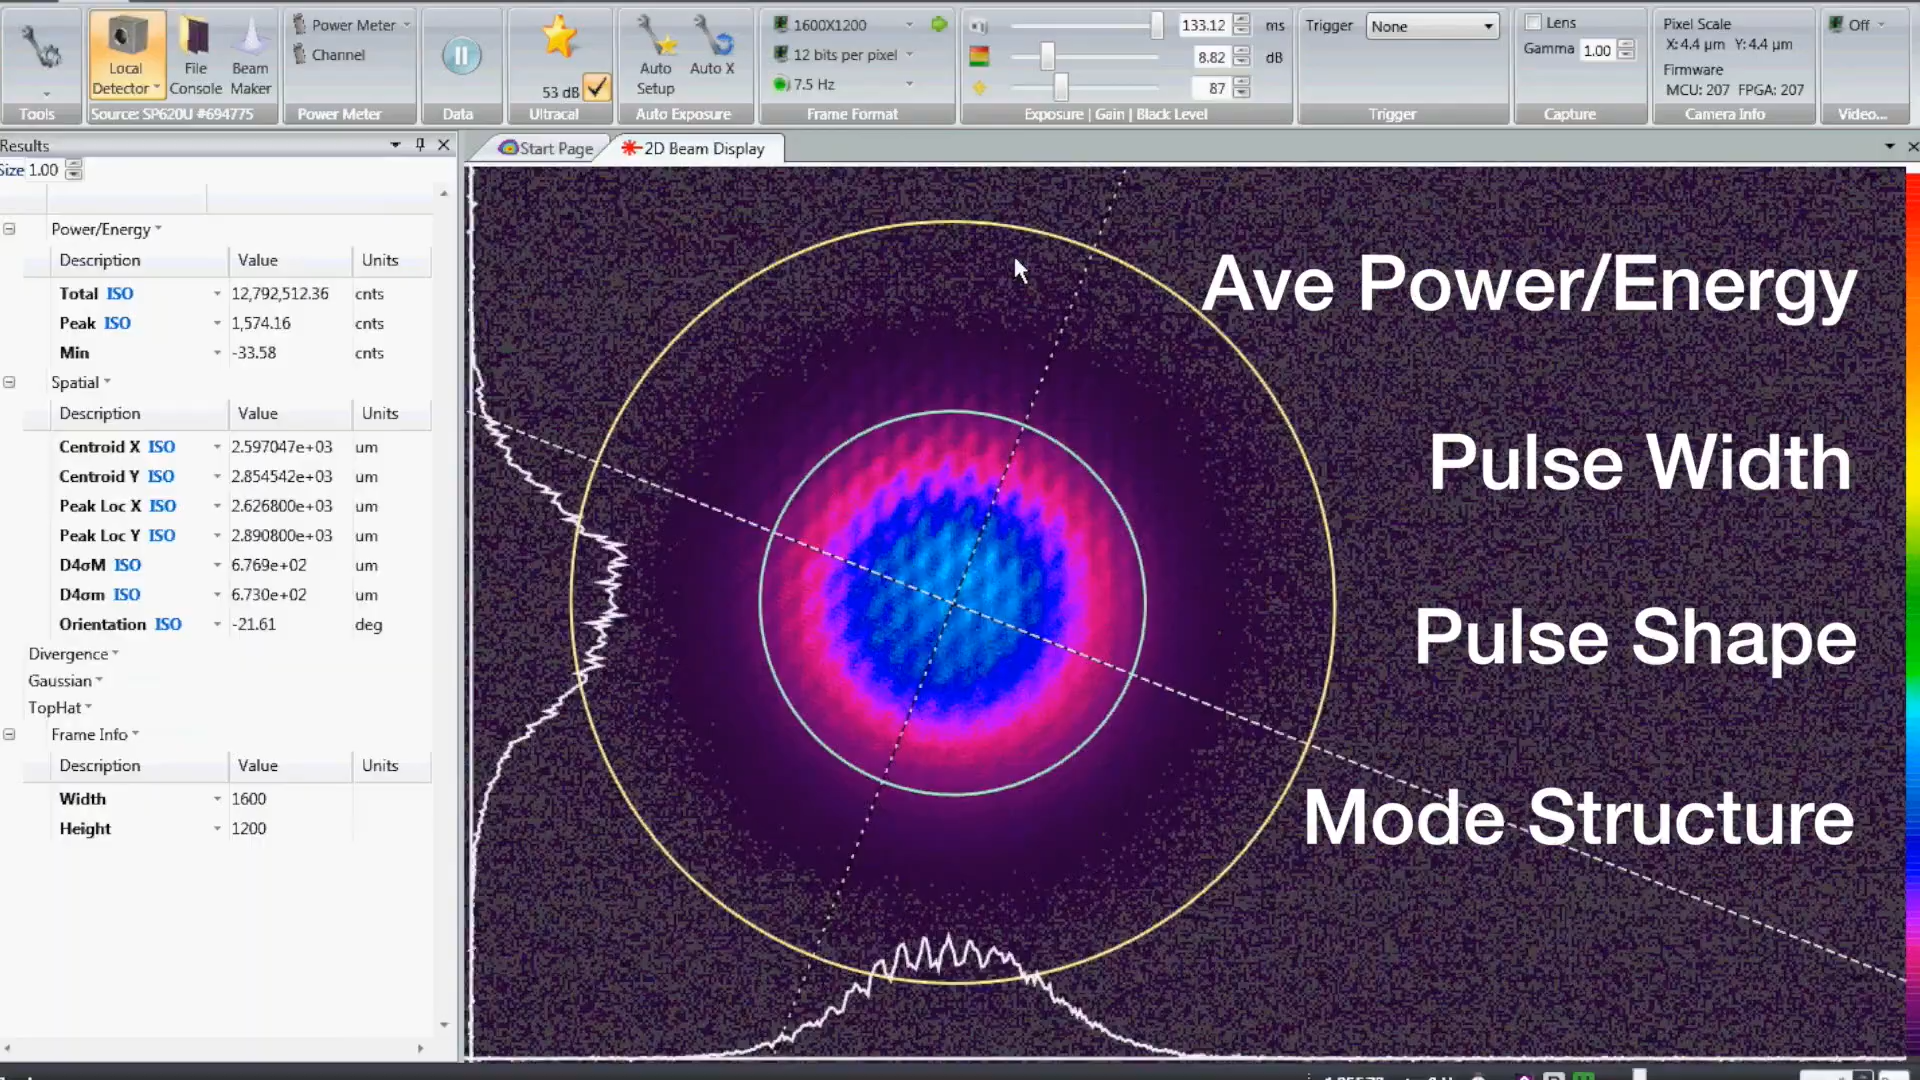 Tools
Local
Detector
File
Console
Beam
Maker
Source: SP620U #694775
Power Meter
Channel
Power Meter
Data
53 dB
Ultracal
Auto
Setup
Auto X
Auto Exposure
1600X1200
12 bits per pixel
7.5 Hz
Frame Format
133.12 ms
8.82 dB
87
Exposure | Gain | Black Level
Trigger None
Trigger
Lens
Gamma 1.00
Capture
Pixel Scale
X: 4.4 µm Y: 4.4 µm
Firmware
MCU: 207 FPGA: 207
Camera Info
Off
Video...
Results
Size 1.00
Power/Energy
Description Value Units
Total ISO 12,792,512.36 cnts
Peak ISO 1,574.16 cnts
Min -33.58 cnts
Spatial
Description Value Units
Centroid X ISO 2.597047e+03 um
Centroid Y ISO 2.854542e+03 um
Peak Loc X ISO 2.626800e+03 um
Peak Loc Y ISO 2.890800e+03 um
D4σM ISO 6.769e+02 um
D4σm ISO 6.730e+02 um
Orientation ISO -21.61 deg
Divergence
Gaussian
TopHat
Frame Info
Description Value Units
Width 1600
Height 1200
Start Page
2D Beam Display
Ave Power/Energy
Pulse Width
Pulse Shape
Mode Structure